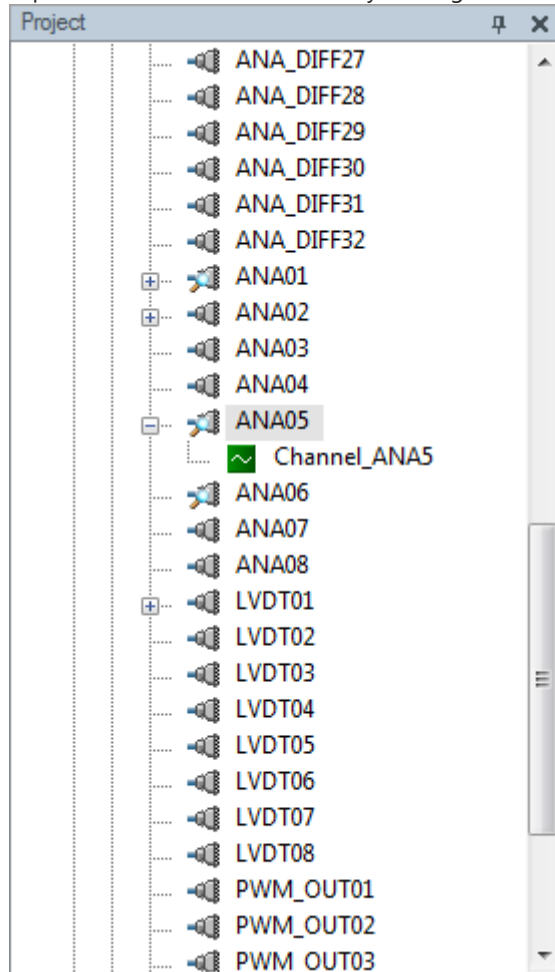 Project
ANA_DIFF27
ANA_DIFF28
ANA_DIFF29
ANA_DIFF30
ANA_DIFF31
ANA_DIFF32
ANA01
ANA02
ANA03
ANA04
ANA05
Channel_ANA5
ANA06
ANA07
ANA08
LVDT01
LVDT02
LVDT03
LVDT04
LVDT05
LVDT06
LVDT07
LVDT08
PWM_OUT01
PWM_OUT02
PWM_OUT03